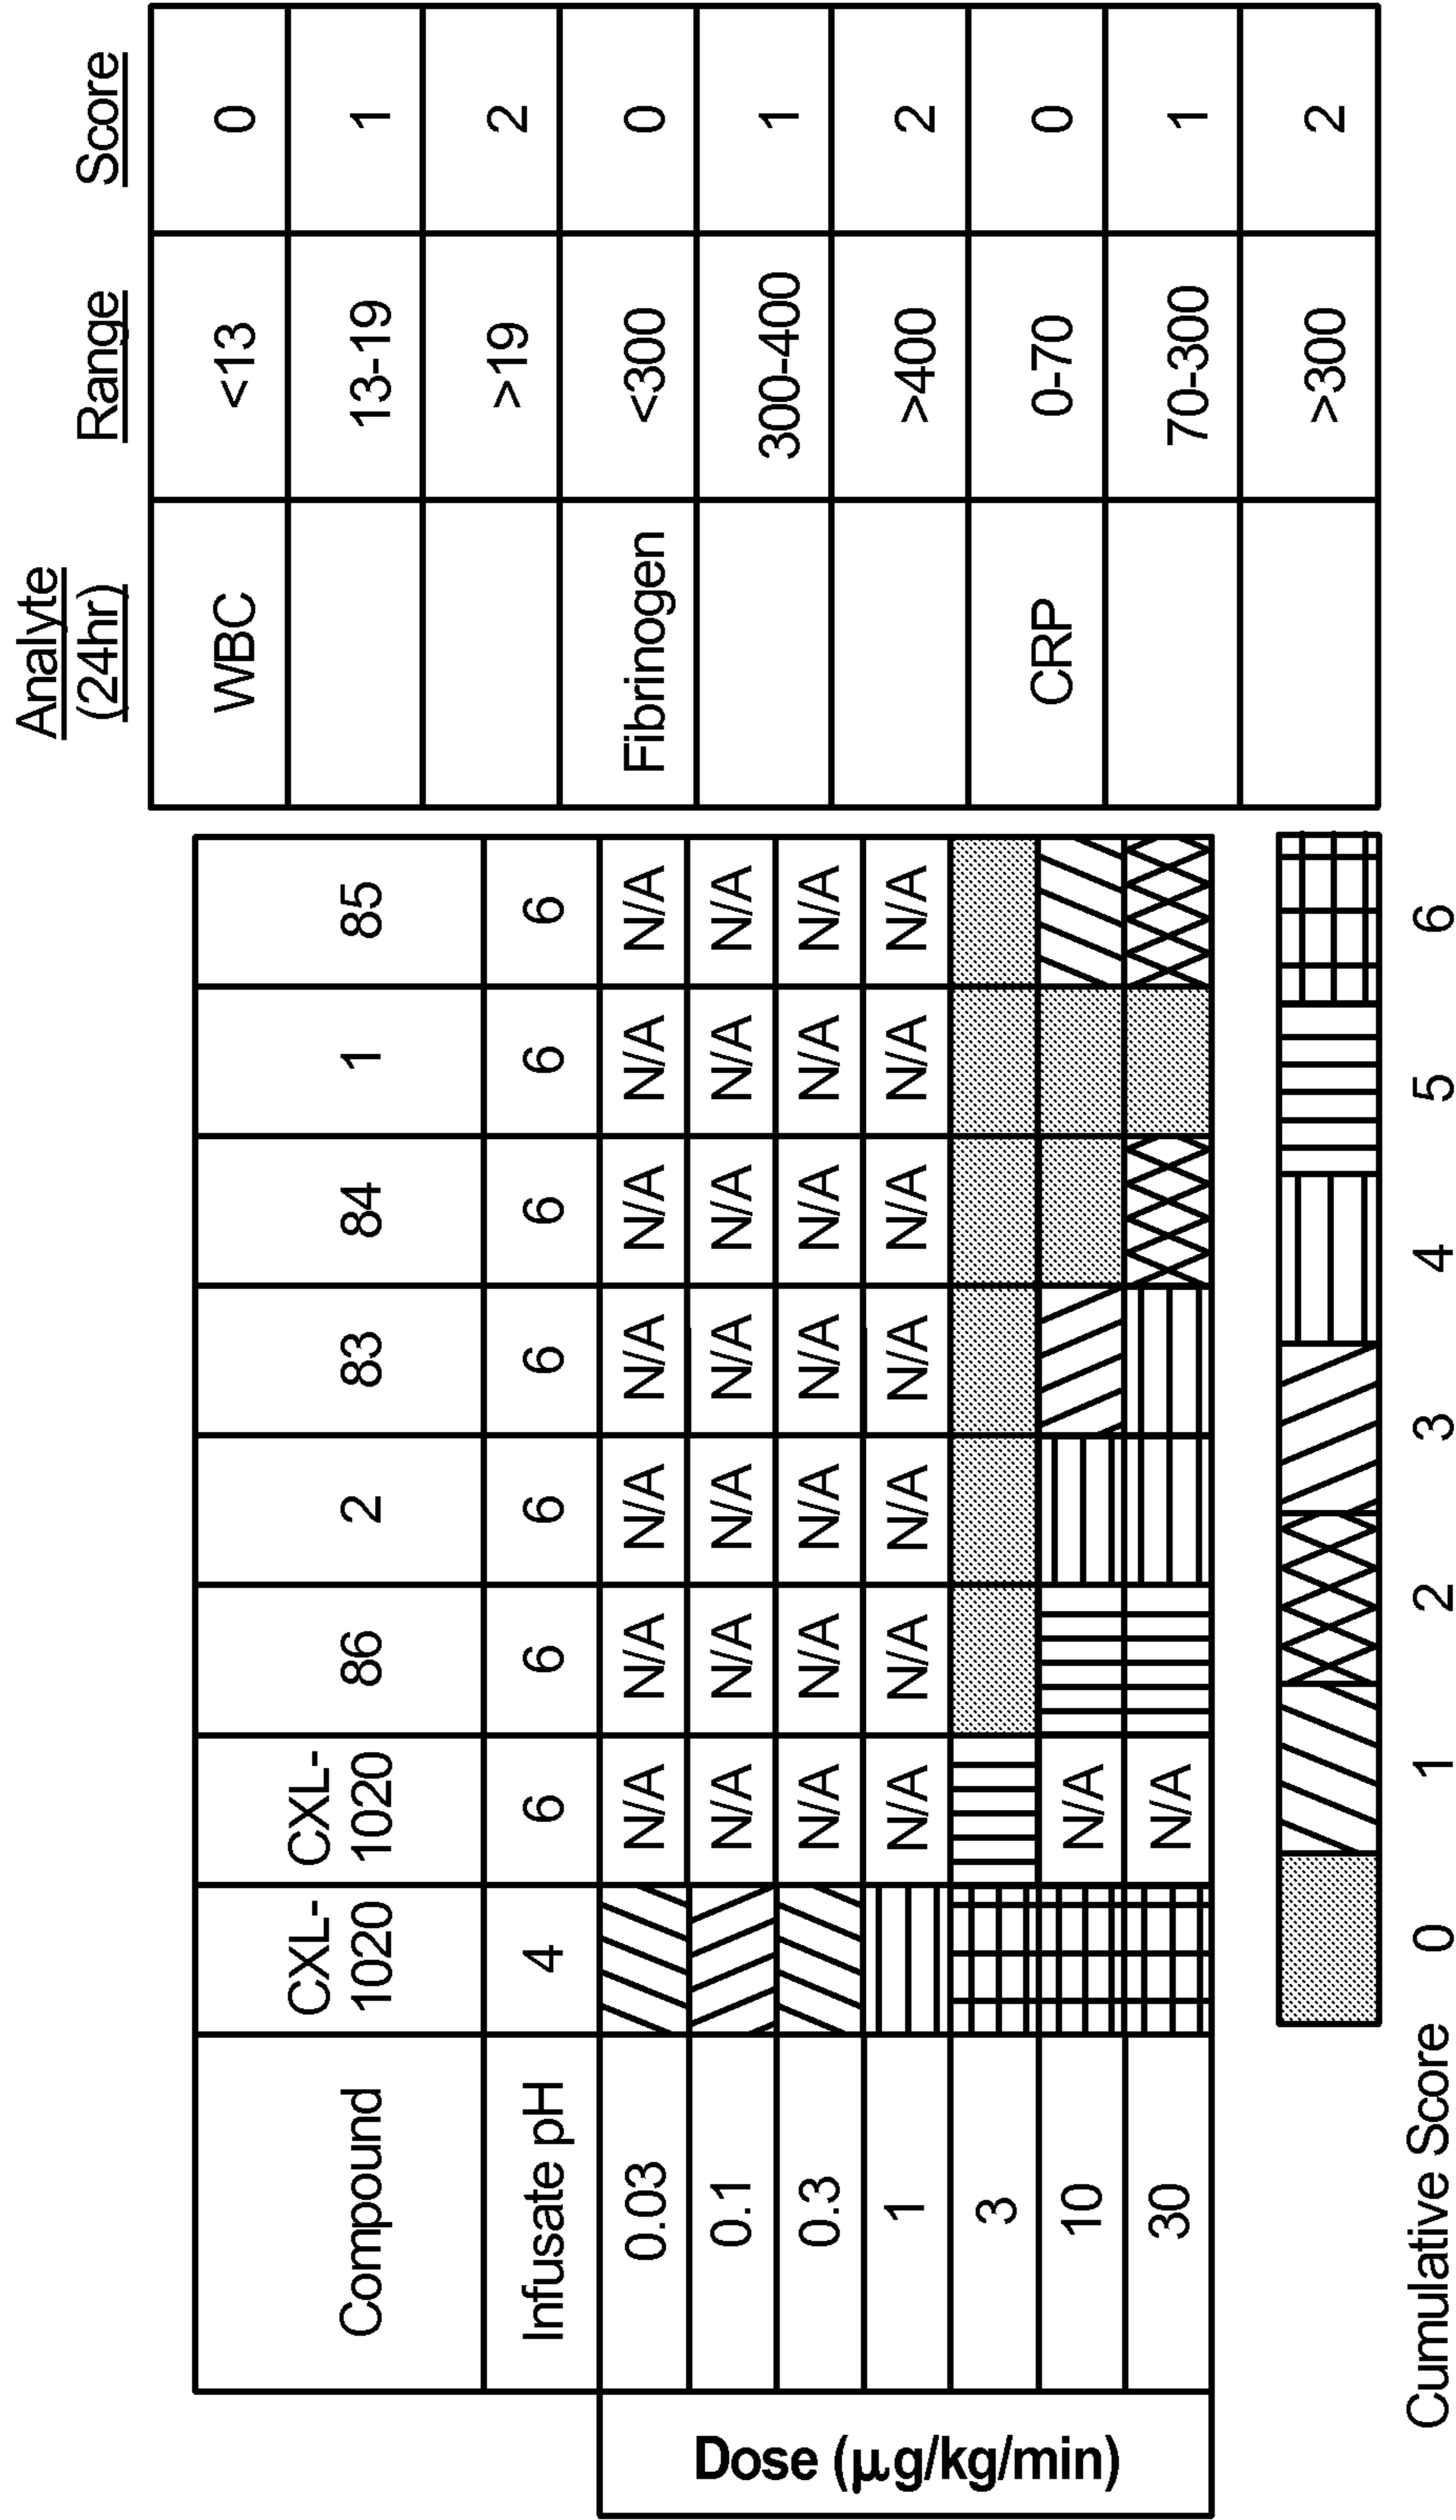 Compound CXL- CXL- 86 2 83 84 1 85
1020 1020
Infusate pH 4 6 6 6 6 6 6 6
Dose (μg/kg/min)
0.03 N/A N/A N/A N/A N/A N/A N/A
0.1 N/A N/A N/A N/A N/A N/A N/A
0.3 N/A N/A N/A N/A N/A N/A N/A
1 N/A N/A N/A N/A N/A N/A N/A
3
10 N/A
30 N/A
Cumulative Score 0 1 2 3 4 5 6
Analyte
(24hr) Range Score
WBC <13 0
13-19 1
>19 2
Fibrinogen <300 0
300-400 1
>400 2
CRP 0-70 0
70-300 1
>300 2